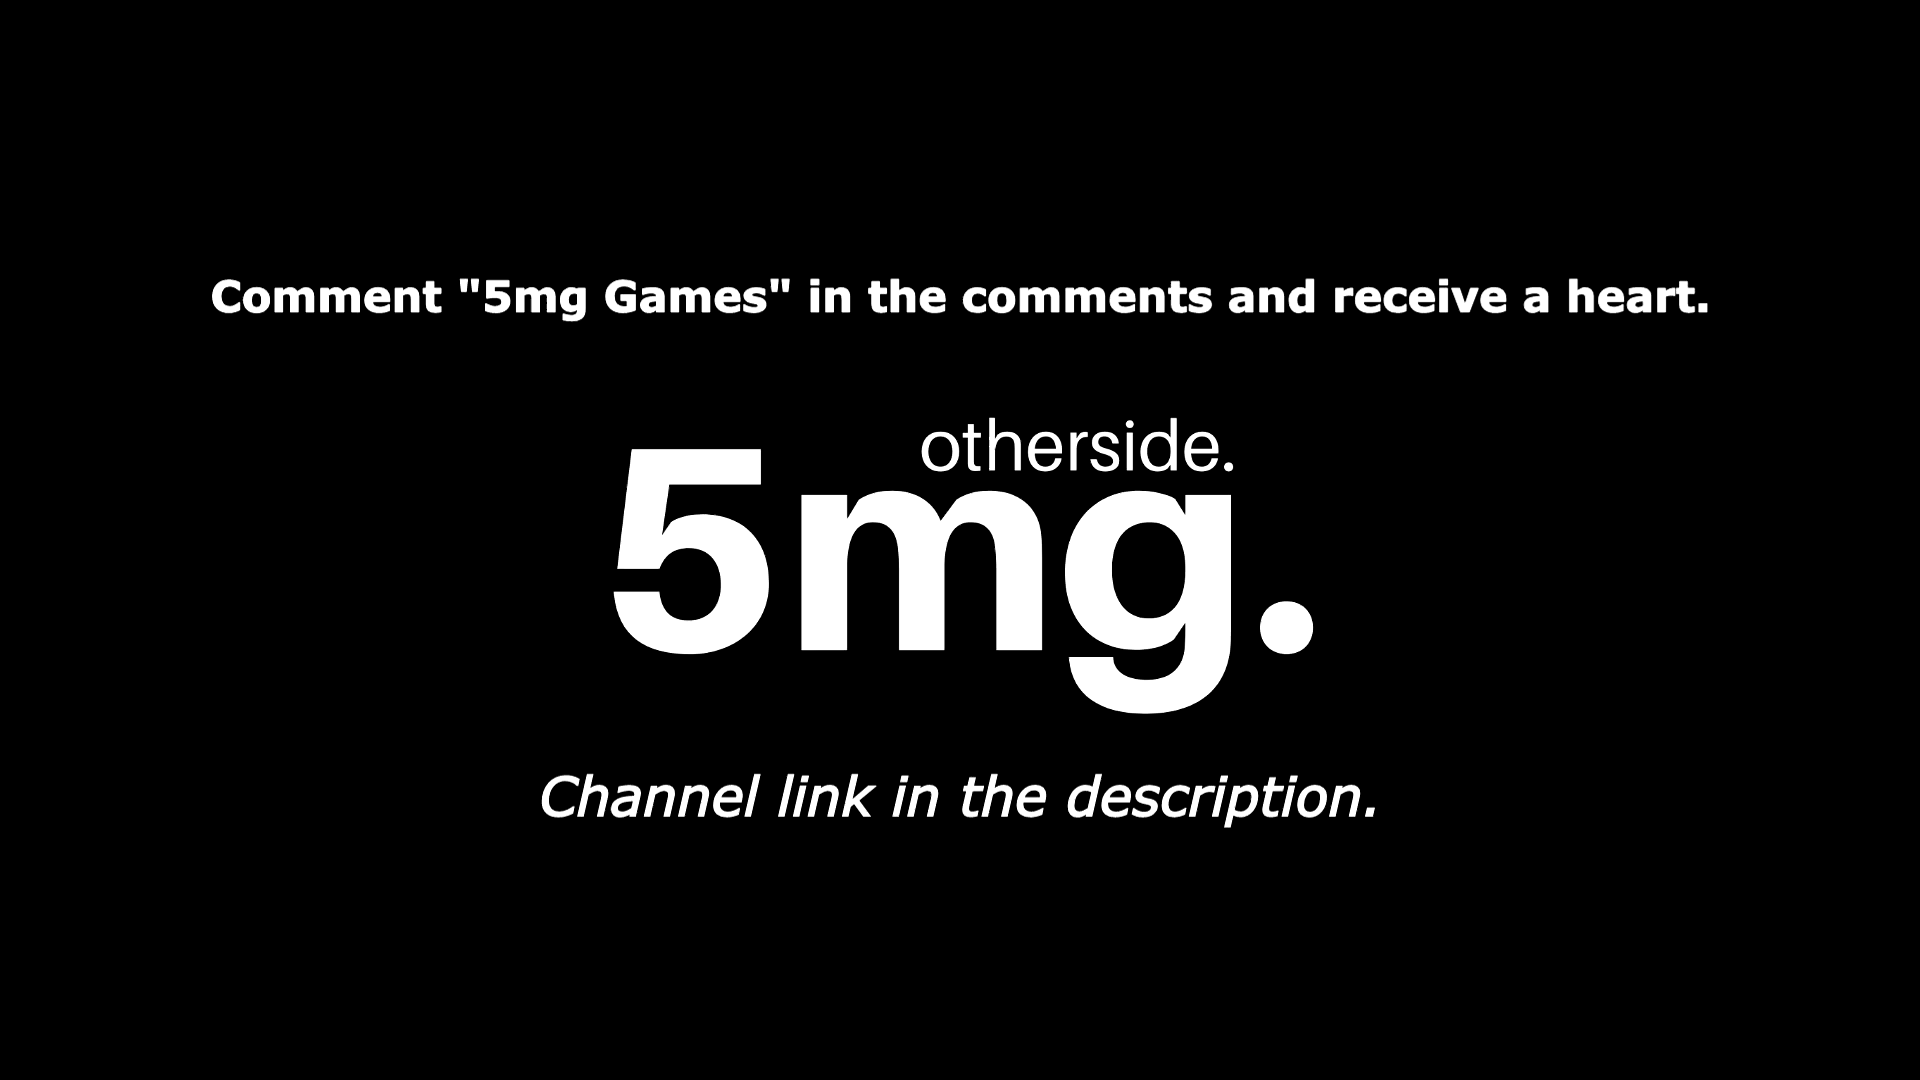 Comment "5mg Games" in the comments and receive a heart.
otherside.
5mg.
Channel link in the description.